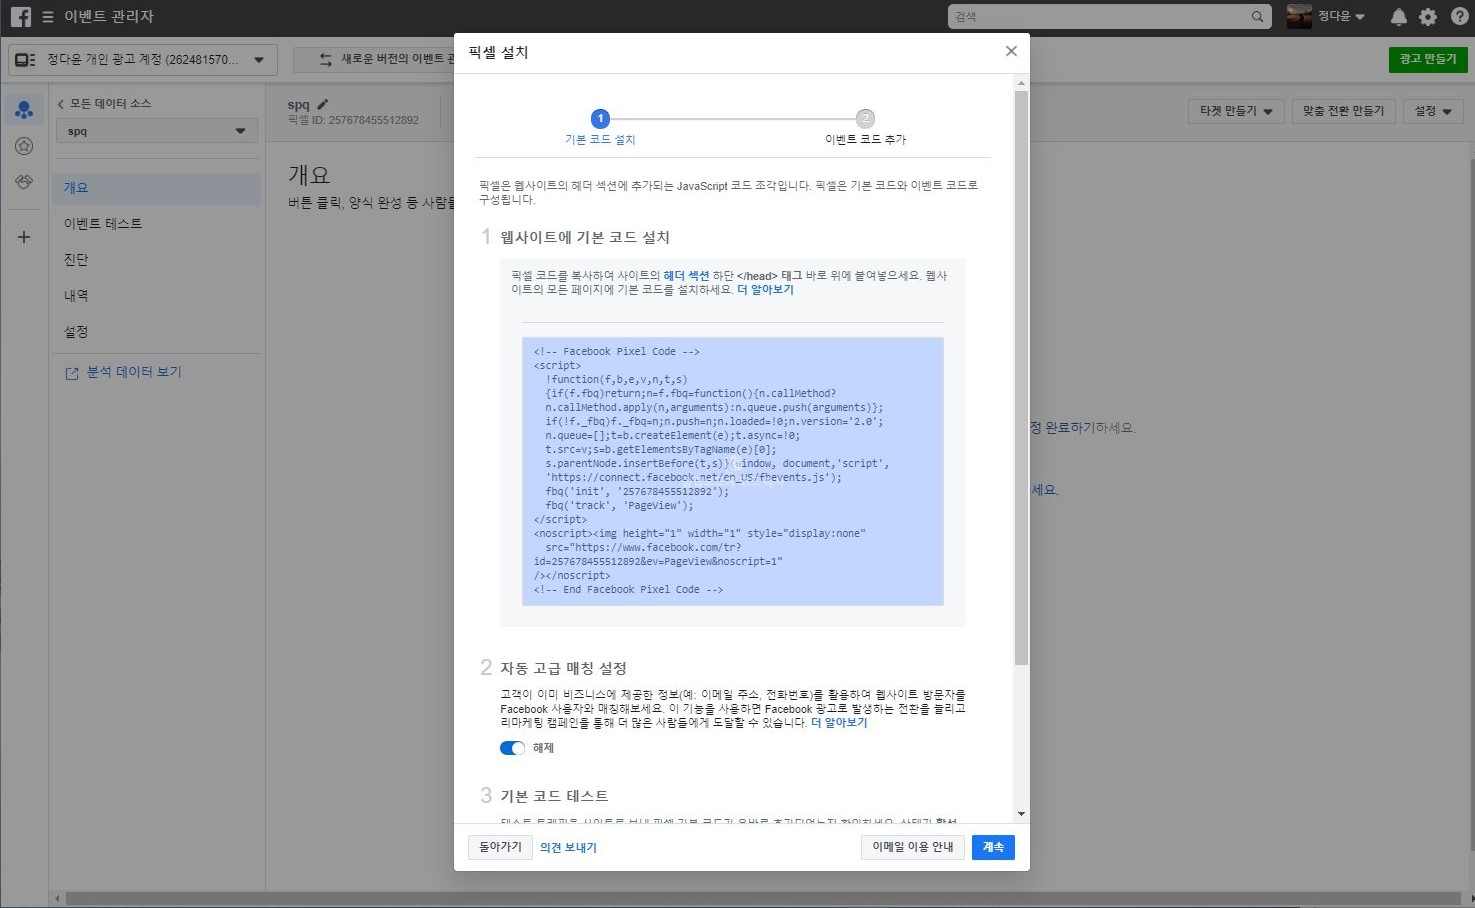 이벤트 관리자
검색
정다운
정다운 개인 광고 계정 (262481570...
새로운 버전의 이벤트 관
광고 만들기
모든 데이터 소스
spq
spq
픽셀 ID: 257678455512892
타겟 만들기
맞춤 전환 만들기
설정
개요
이벤트 테스트
진단
내역
설정
분석 데이터 보기
개요
버튼 클릭, 양식 완성 등 사람들
정 완료하기하세요.
세요.
픽셀 설치
1
2
기본 코드 설치
이벤트 코드 추가
픽셀은 웹사이트의 헤더 섹션에 추가되는 JavaScript 코드 조각입니다. 픽셀은 기본 코드와 이벤트 코드로
구성됩니다.
1 웹사이트에 기본 코드 설치
픽셀 코드를 복사하여 사이트의 헤더 섹션 하단 </head> 태그 바로 위에 붙여넣으세요. 웹사
이트의 모든 페이지에 기본 코드를 설치하세요. 더 알아보기
<!-- Facebook Pixel Code -->
<script>
!function(f,b,e,v,n,t,s)
{if(f.fbq)return;n=f.fbq=function(){n.callMethod?
n.callMethod.apply(n,arguments):n.queue.push(arguments)};
if(!f._fbq)f._fbq=n;n.push=n;n.loaded=!0;n.version='2.0';
n.queue=[];t=b.createElement(e);t.async=!0;
t.src=v;s=b.getElementsByTagName(e)[0];
s.parentNode.insertBefore(t,s)}(window, document,'script',
'https://connect.facebook.net/en_US/fbevents.js');
fbq('init', '257678455512892');
fbq('track', 'PageView');
</script>
<noscript><img height="1" width="1" style="display:none"
src="https://www.facebook.com/tr?
id=257678455512892&ev=PageView&noscript=1"
/></noscript>
<!-- End Facebook Pixel Code -->
2 자동 고급 매칭 설정
고객이 이미 비즈니스에 제공한 정보(예: 이메일 주소, 전화번호)를 활용하여 웹사이트 방문자를
Facebook 사용자와 매칭해보세요. 이 기능을 사용하면 Facebook 광고로 발생하는 전환을 늘리고
리마케팅 캠페인을 통해 더 많은 사람들에게 도달할 수 있습니다. 더 알아보기
해제
3 기본 코드 테스트
돌아가기
의견 보내기
이메일 이용 안내
계속